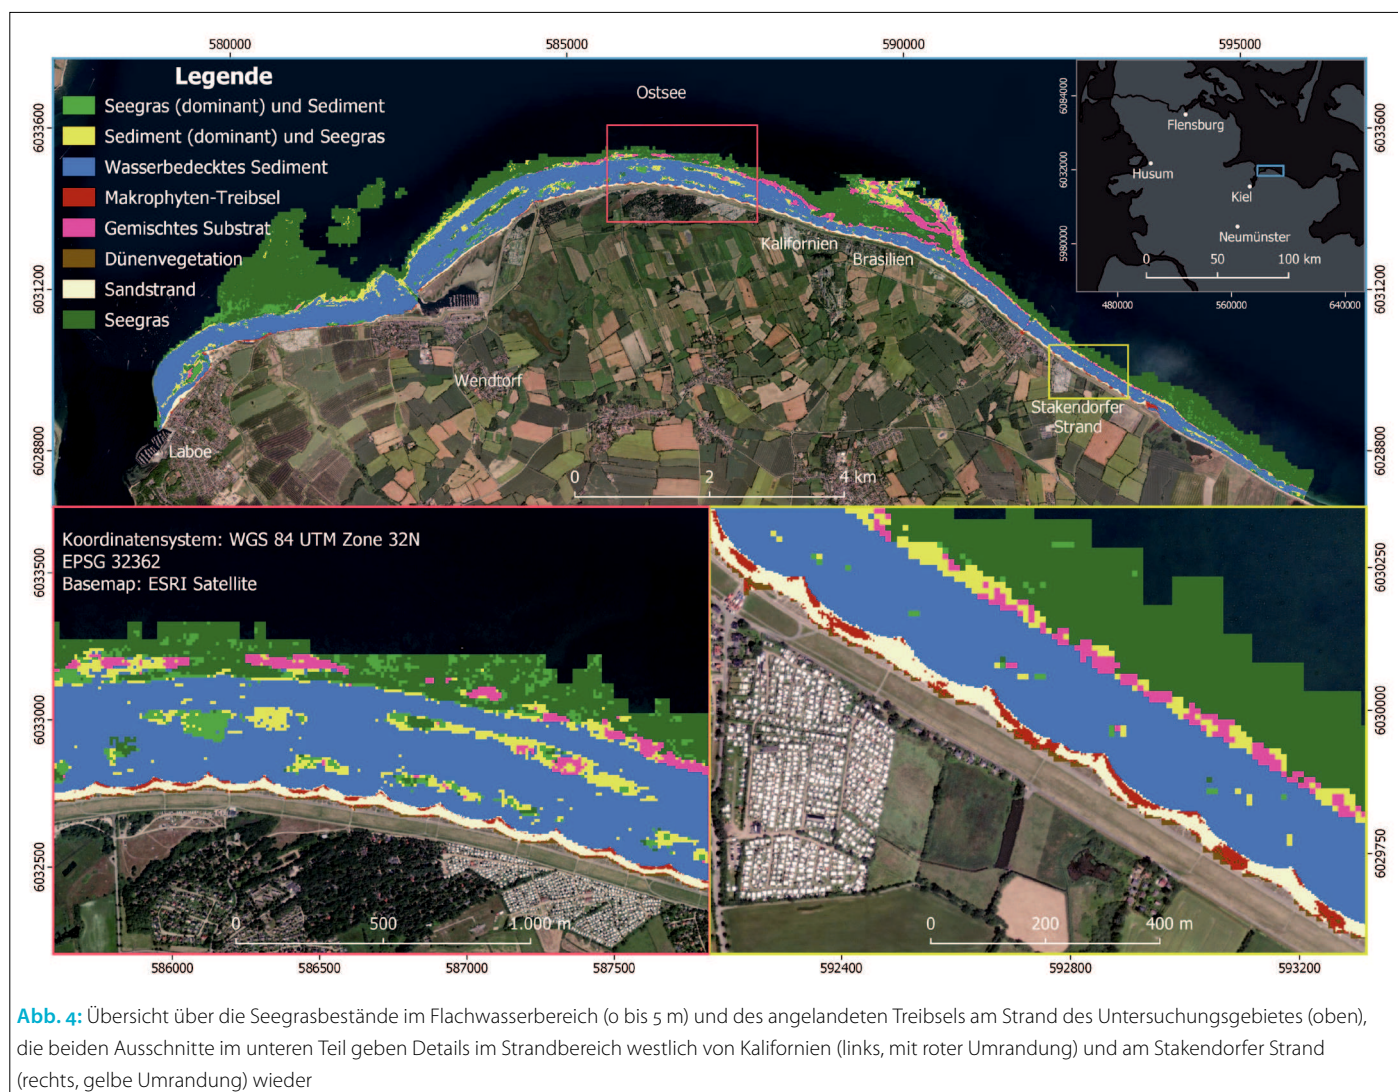 580000 585000 590000 595000
Legende
Seegras (dominant) und Sediment
Sediment (dominant) und Seegras
Wasserbedecktes Sediment
Makrophyten-Treibsel
Gemischtes Substrat
Dünenvegetation
Sandstrand
Seegras
Ostsee
Kalifornien
Brasilien
Wendtorf
Laboe
Stakendorfer
Strand
0 2 4 km
6033600
6031200
6028800
6033600
6031200
6028800
Flensburg
Husum
Kiel
Neumünster
0 50 100 km
6084000
6032000
5980000
480000 560000 640000
Koordinatensystem: WGS 84 UTM Zone 32N
EPSG 32362
Basemap: ESRI Satellite
6033500
6033000
6032500
0 500 1.000 m
586000 586500 587000 587500
0 200 400 m
6030250
6030000
6029750
592400 592800 593200
Abb. 4: Übersicht über die Seegrasbestände im Flachwasserbereich (0 bis 5 m) und des angelandeten Treibsels am Strand des Untersuchungsgebietes (oben),
die beiden Ausschnitte im unteren Teil geben Details im Strandbereich westlich von Kalifornien (links, mit roter Umrandung) und am Stakendorfer Strand
(rechts, gelbe Umrandung) wieder